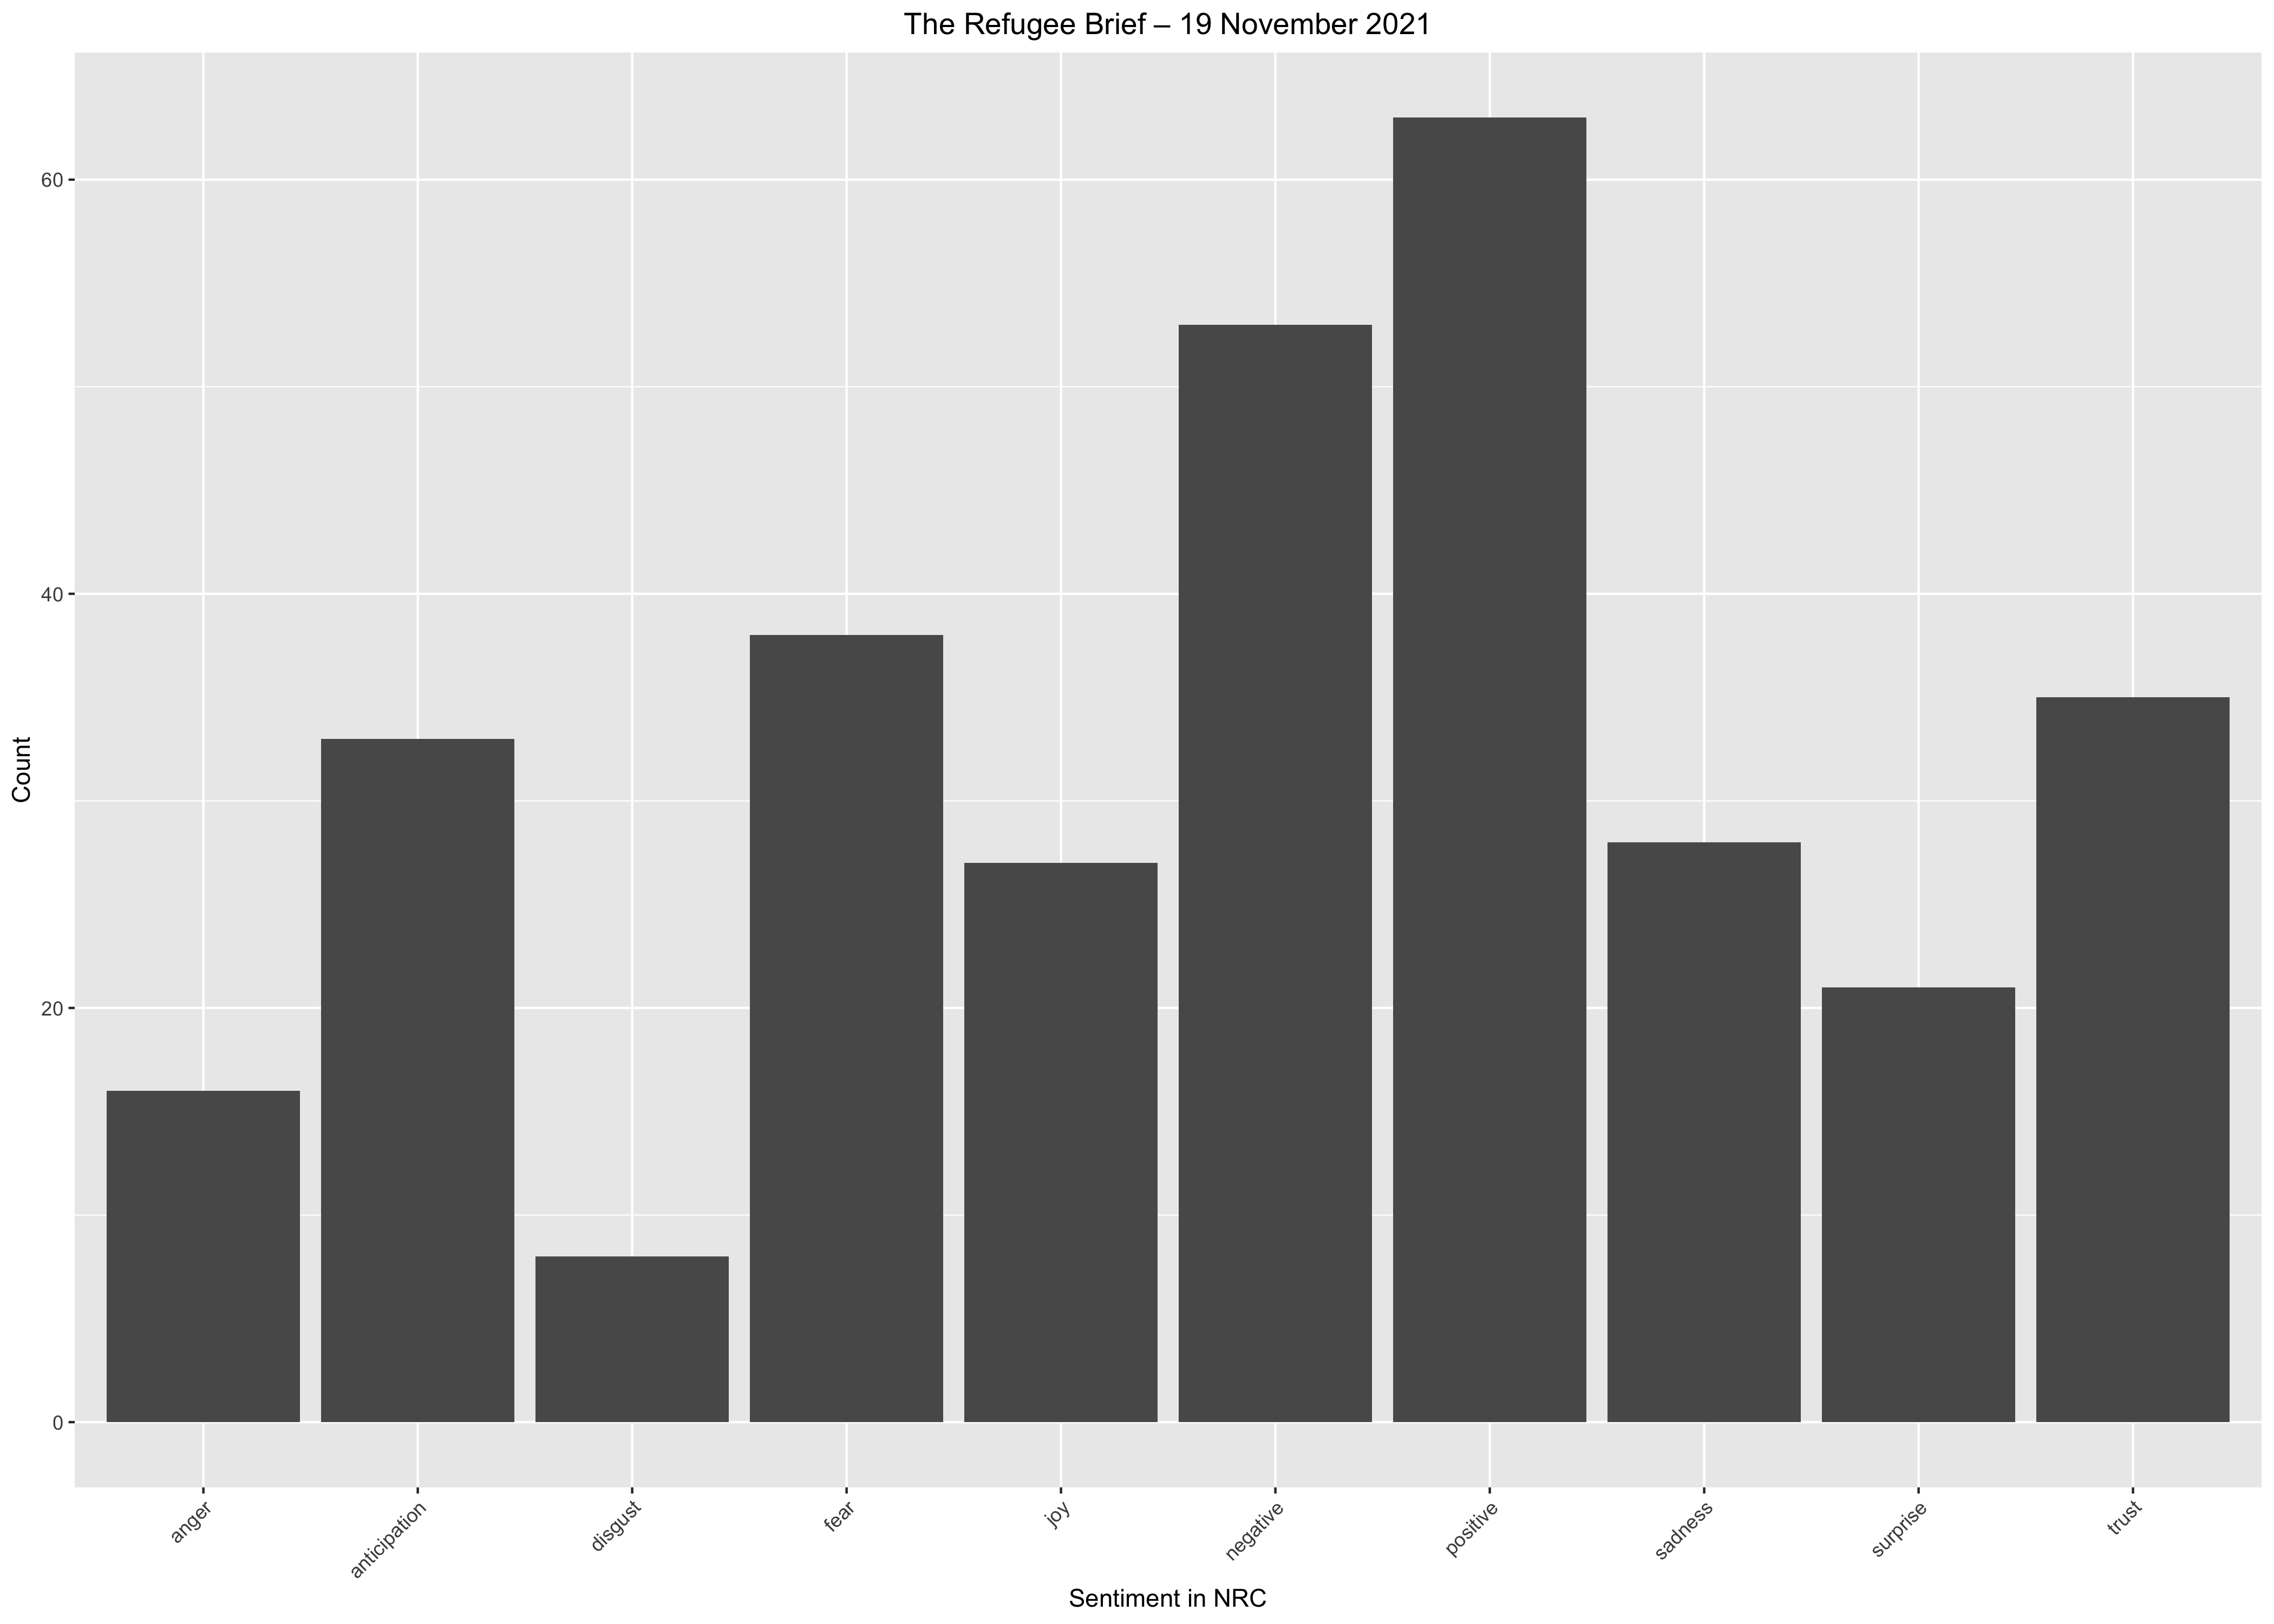 The Refugee Brief – 19 November 2021
Count
60
40
20
0
anger
anticipation
disgust
fear
joy
negative
positive
sadness
surprise
trust
Sentiment in NRC